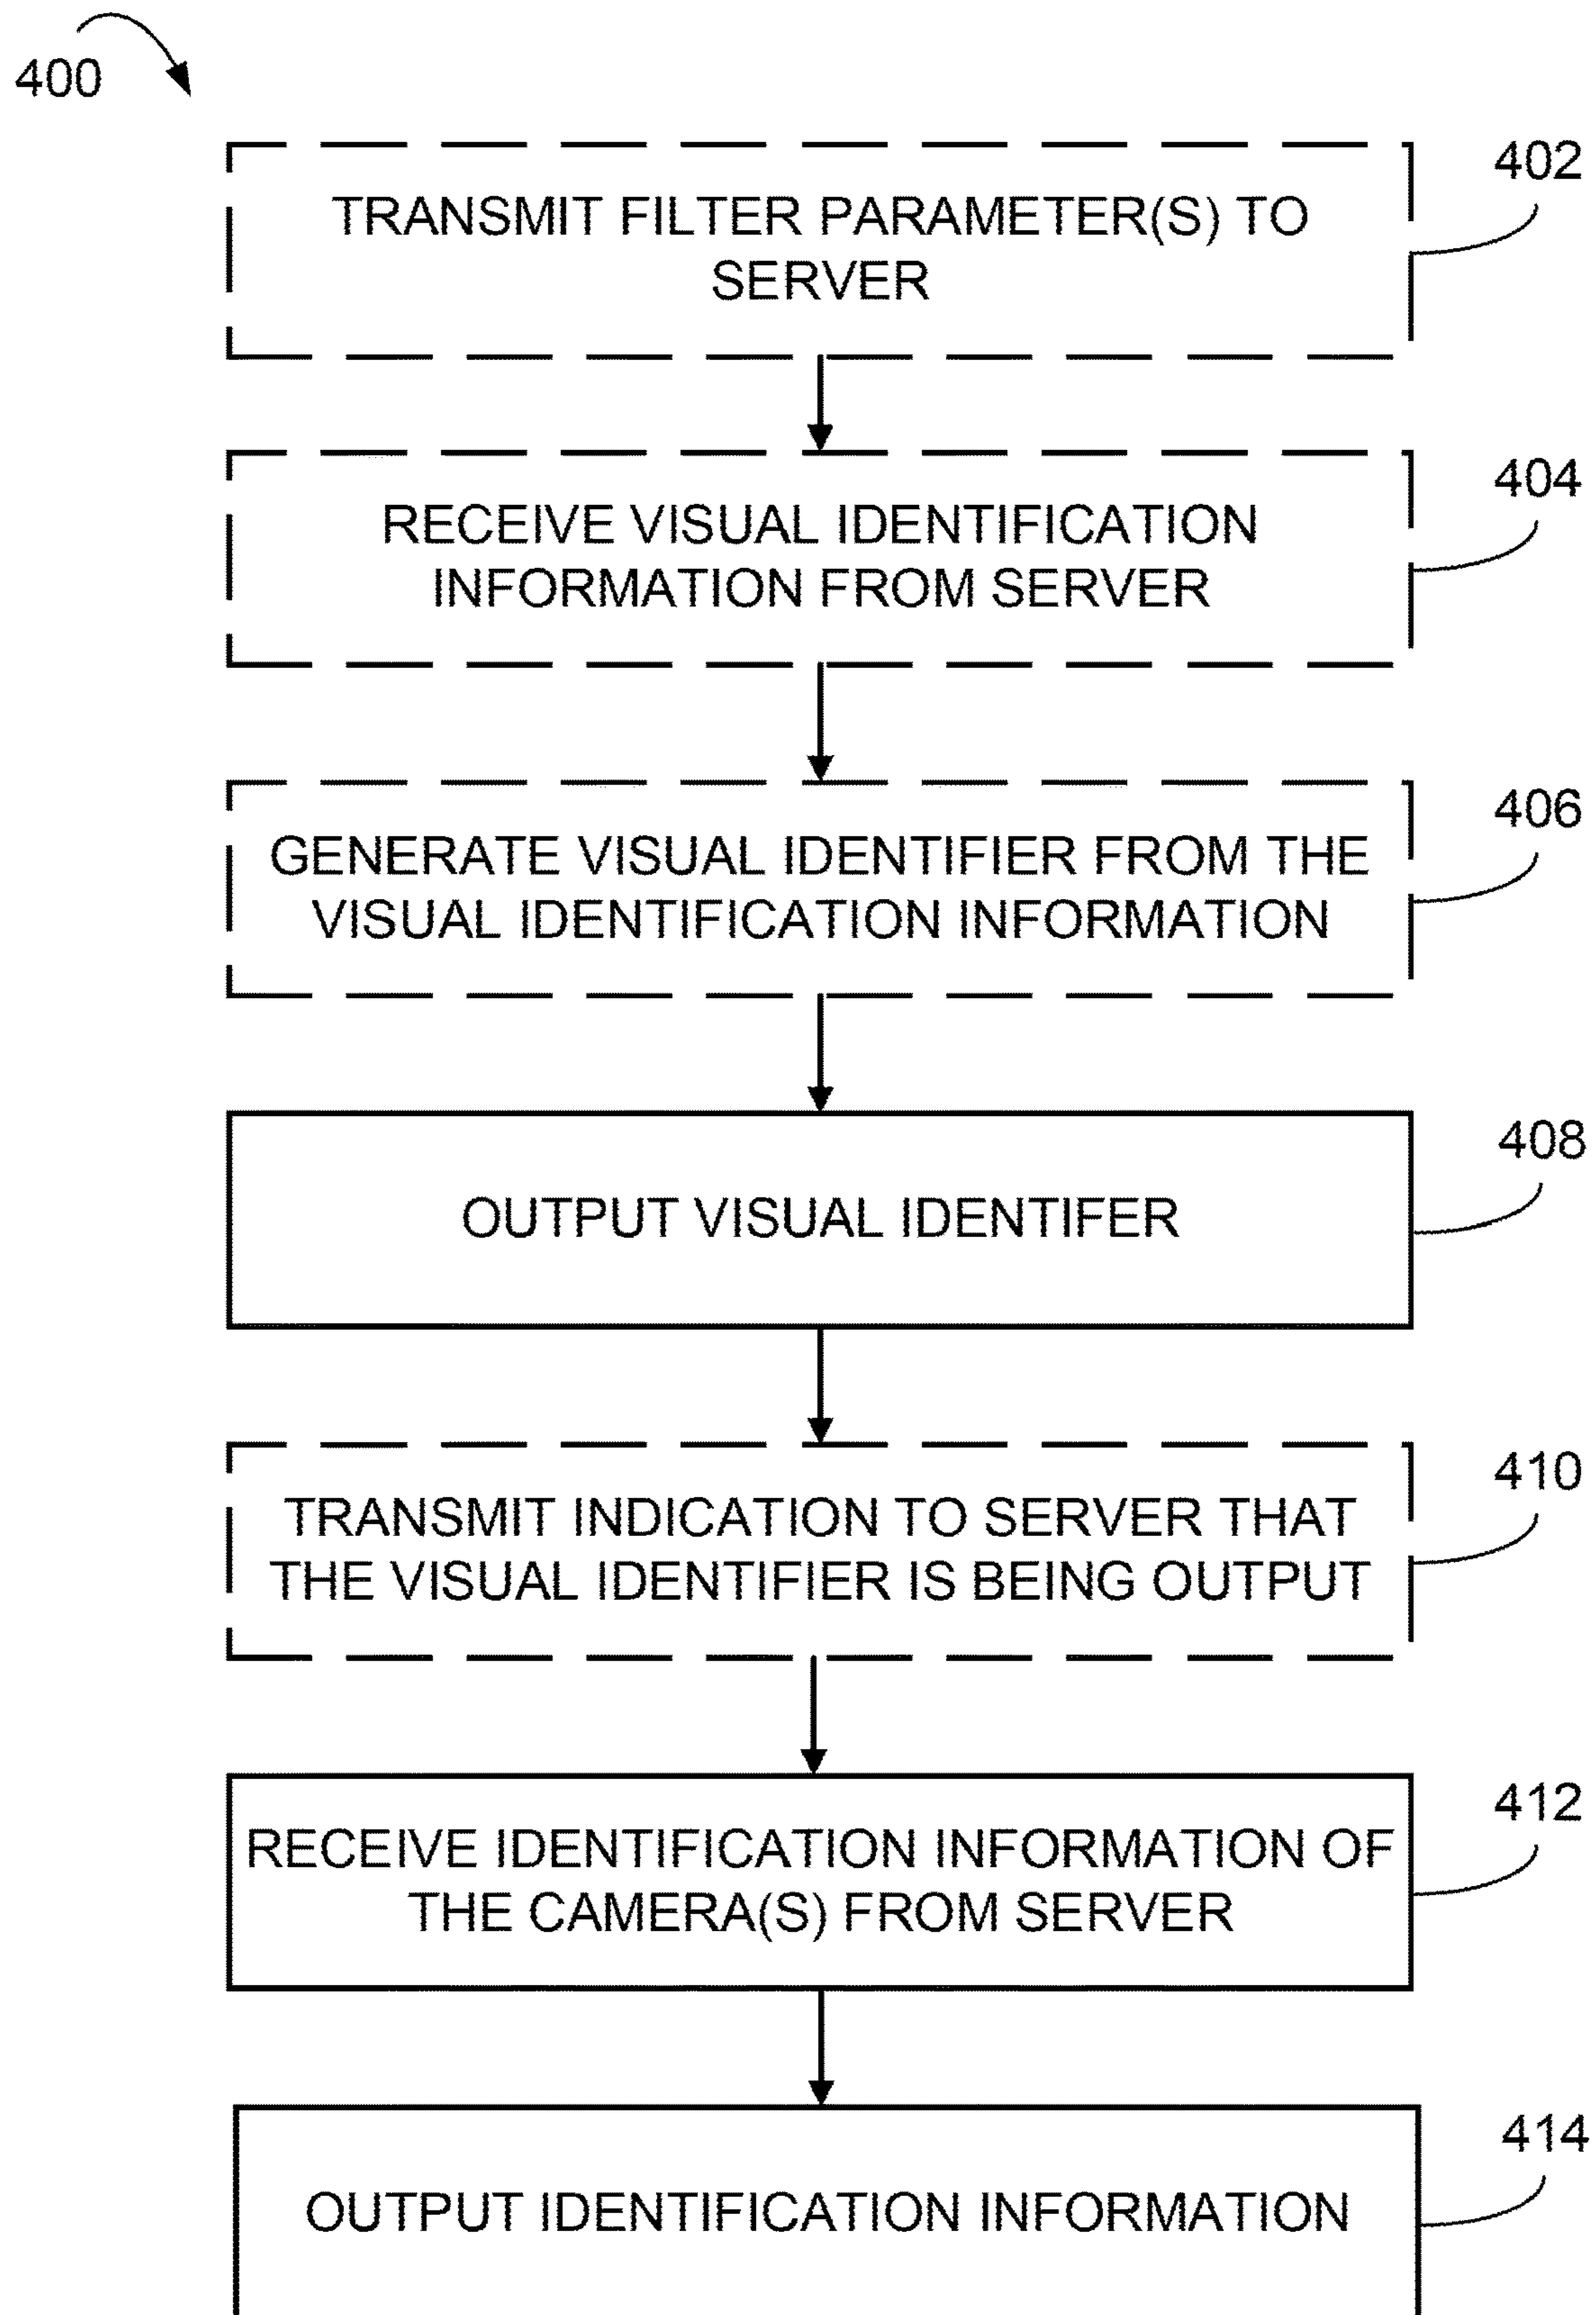 400
402
TRANSMIT FILTER PARAMETER(S) TO
SERVER
404
RECEIVE VISUAL IDENTIFICATION
INFORMATION FROM SERVER
406
GENERATE VISUAL IDENTIFIER FROM THE
VISUAL IDENTIFICATION INFORMATION
408
OUTPUT VISUAL IDENTIFER
410
TRANSMIT INDICATION TO SERVER THAT
THE VISUAL IDENTIFIER IS BEING OUTPUT
412
RECEIVE IDENTIFICATION INFORMATION OF
THE CAMERA(S) FROM SERVER
414
OUTPUT IDENTIFICATION INFORMATION